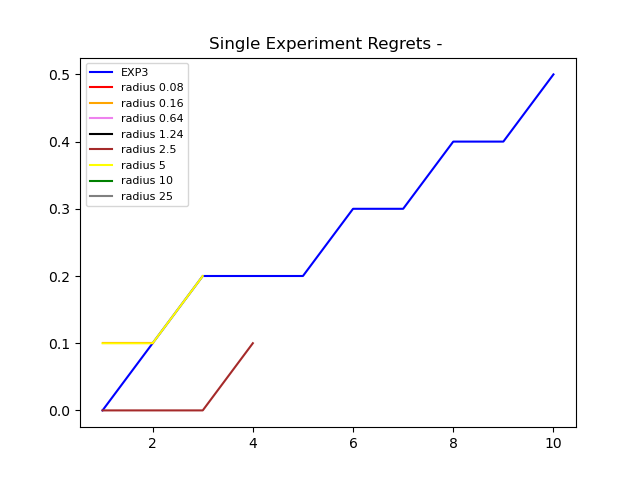 Single Experiment Regrets -
EXP3
radius 0.08
radius 0.16
radius 0.64
radius 1.24
radius 2.5
radius 5
radius 10
radius 25
0.5
0.4
0.3
0.2
0.1
0.0
2 4 6 8 10